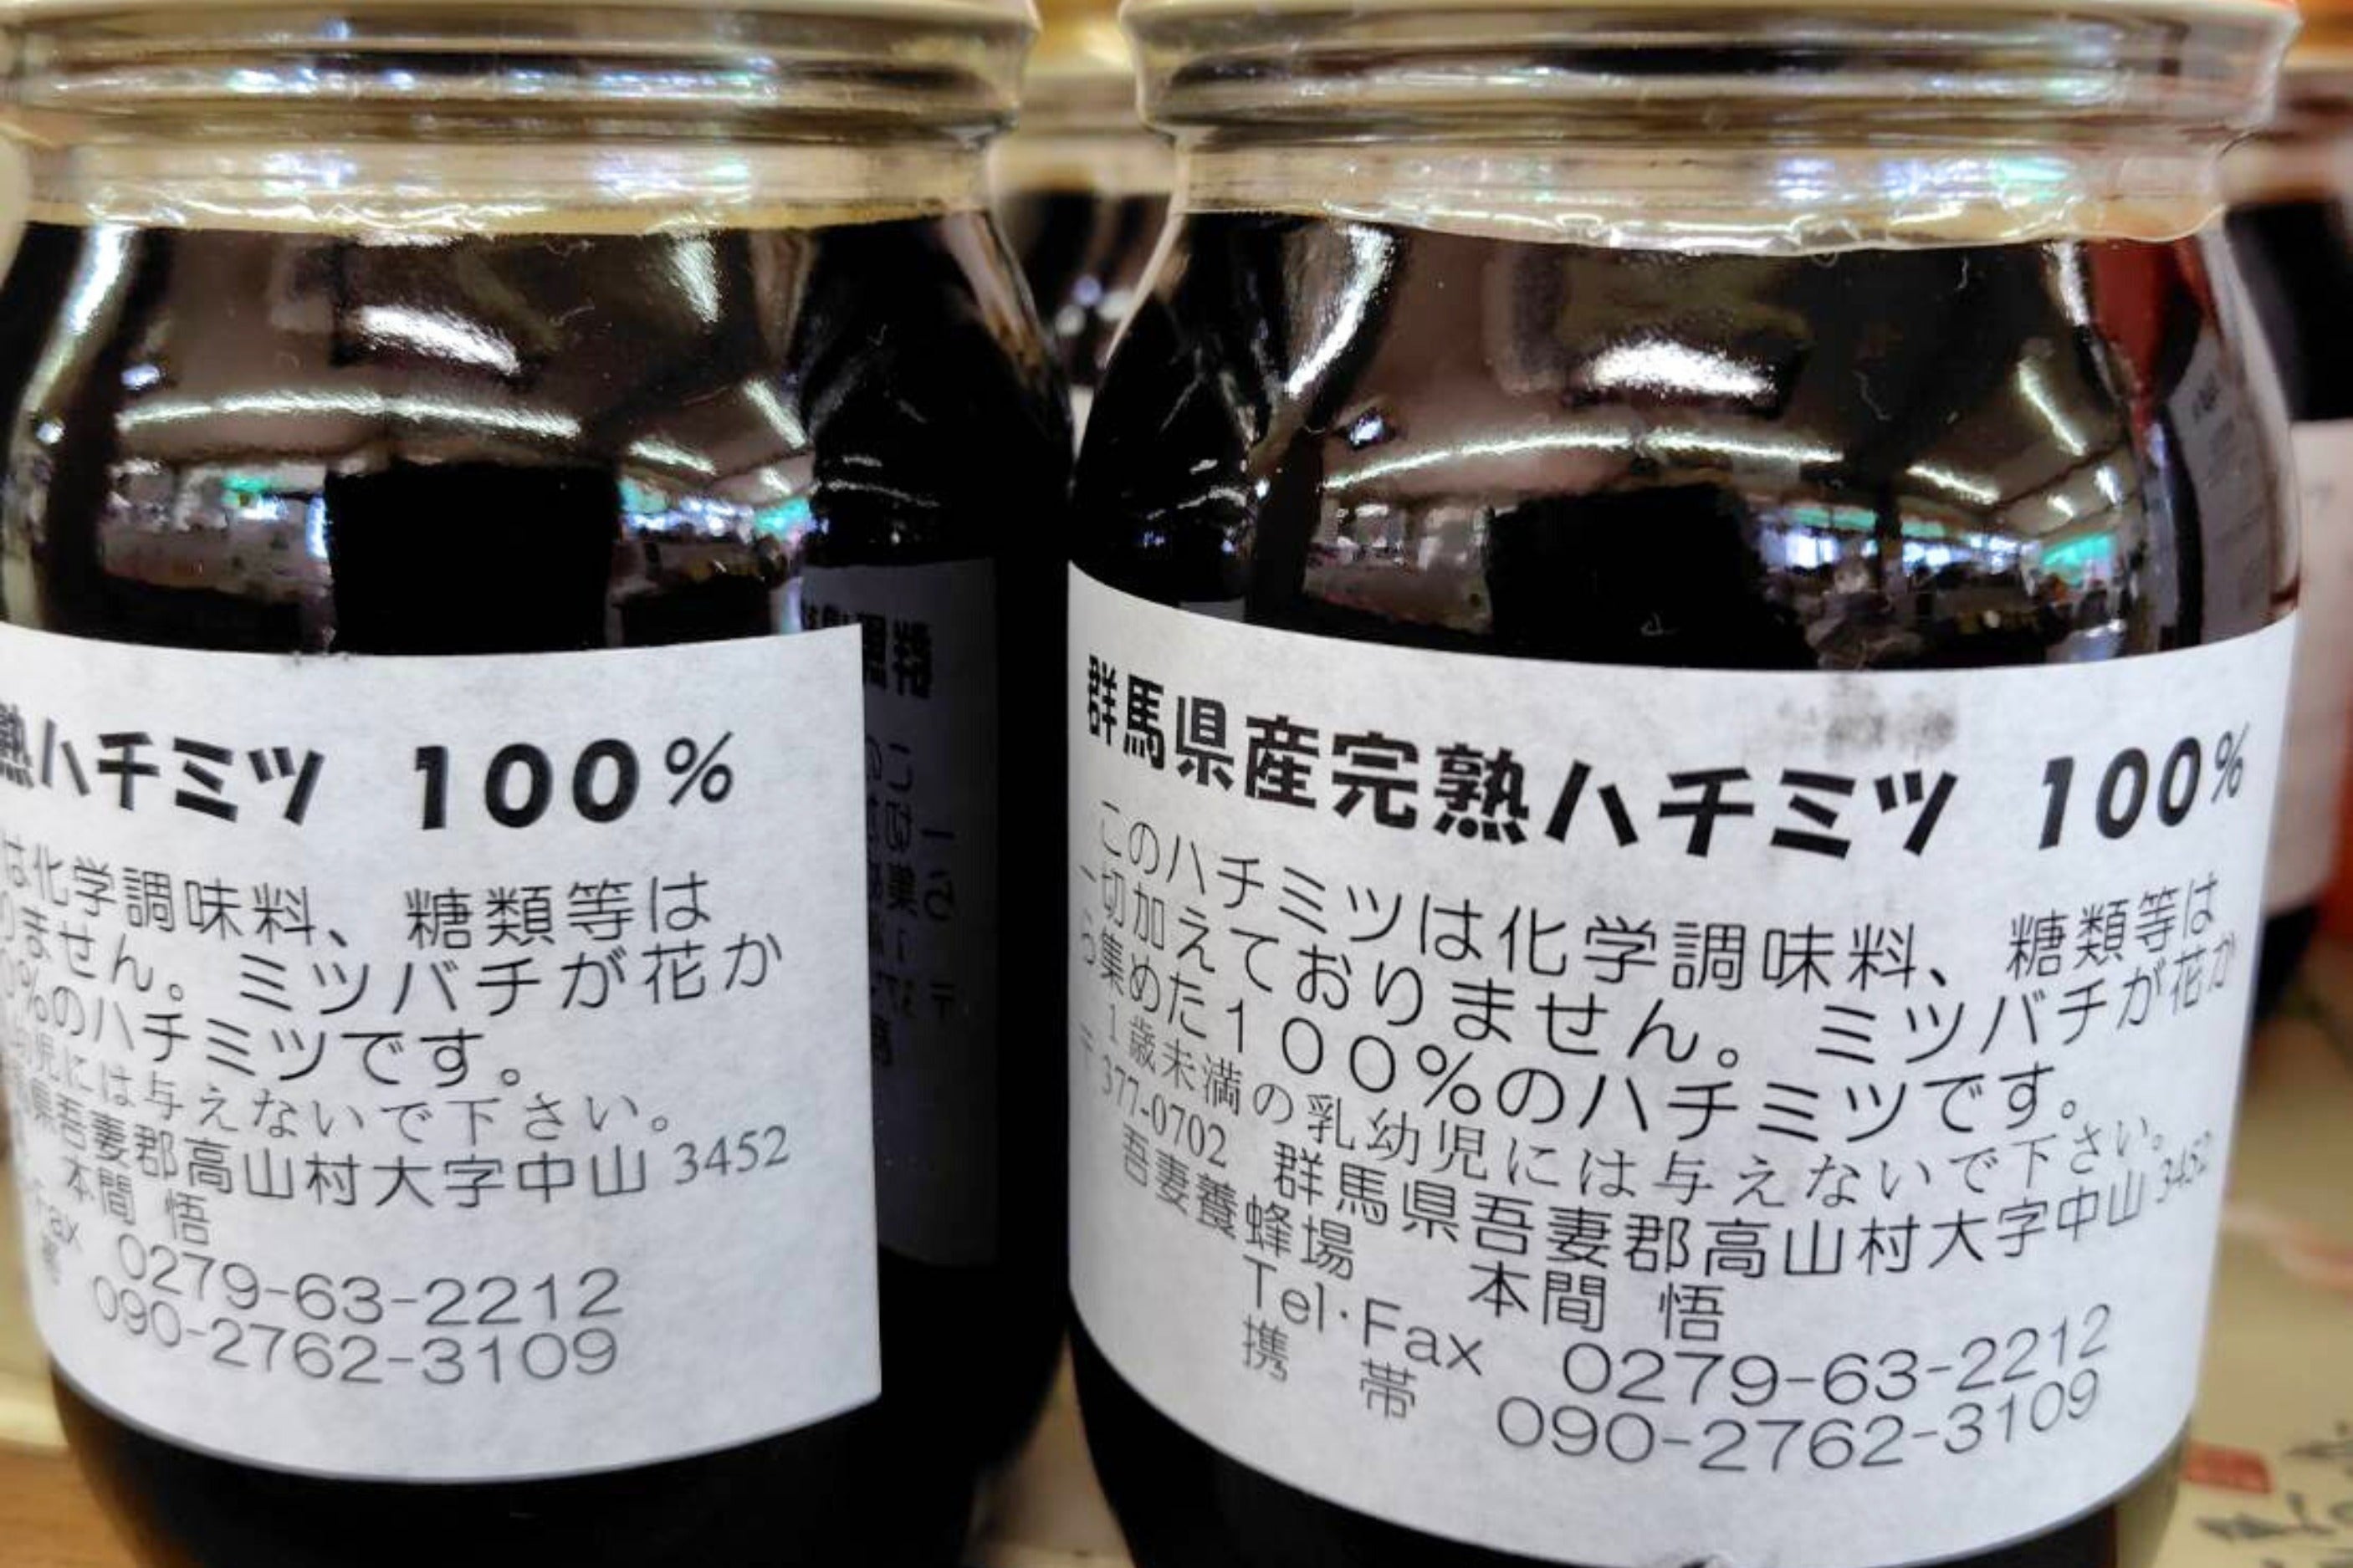 熟ハチミツ 100%
は化学調味料、糖類等は
りません。ミツバチが花か
0%のハチミツです。
幼児には与えないで下さい。
県吾妻郡高山村大字中山 3452
本間 悟
Fax 0279-63-2212
帯 090-2762-3109
群馬県産完熟ハチミツ 100%
このハチミツは化学調味料、糖類等は
一切加えておりません。ミツバチが花か
ら集めた100%のハチミツです。
1歳未満の乳幼児には与えないで下さい。
〒377-0702 群馬県吾妻郡高山村大字中山 3452
吾妻養蜂場 本間 悟
Tel·Fax 0279-63-2212
携 帯 090-2762-3109